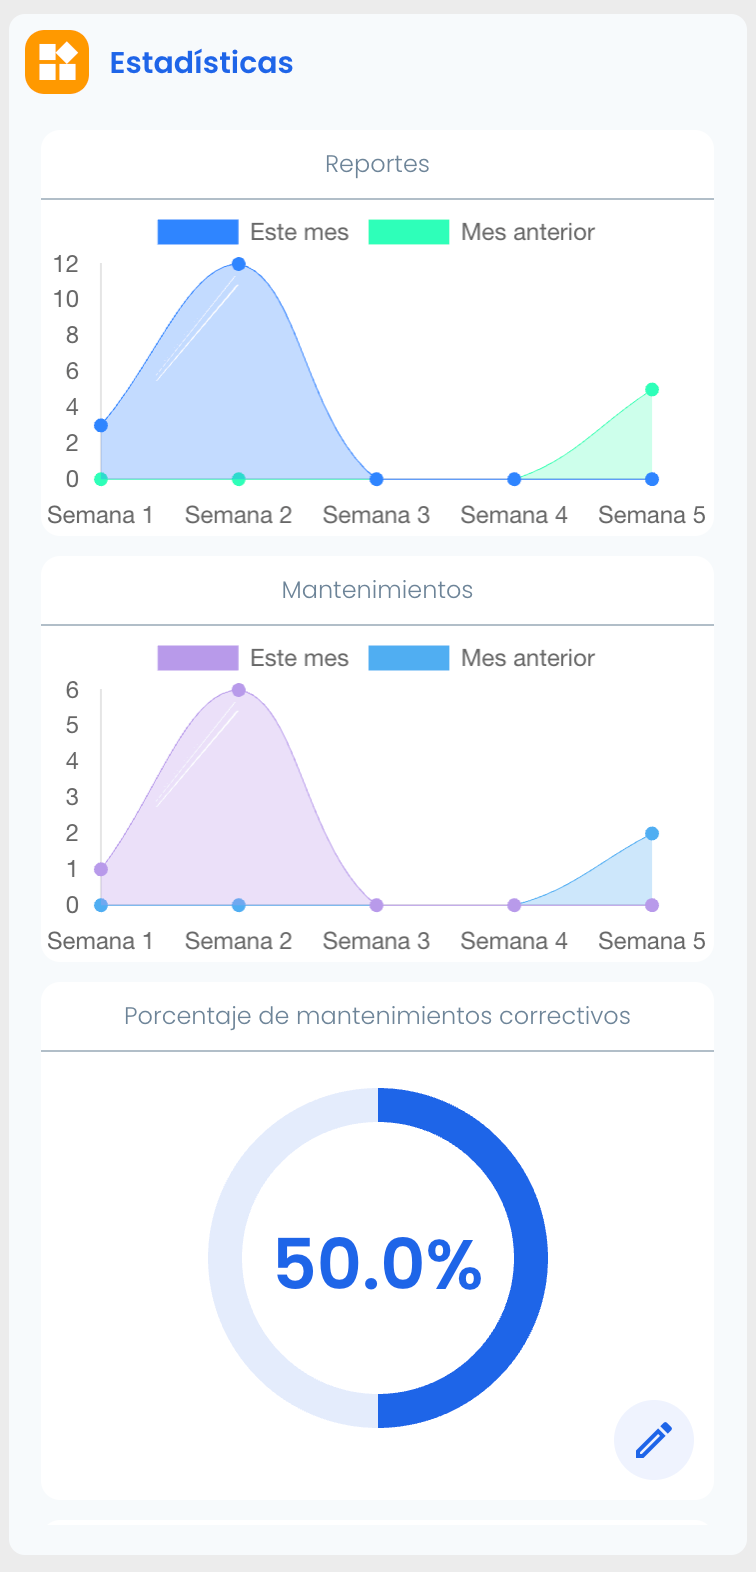 Estadísticas
Reportes
Este mes Mes anterior
12
10
8
6
4
2
0
Semana 1 Semana 2 Semana 3 Semana 4 Semana 5
Mantenimientos
Este mes Mes anterior
6
5
4
3
2
1
0
Semana 1 Semana 2 Semana 3 Semana 4 Semana 5
Porcentaje de mantenimientos correctivos
50.0%